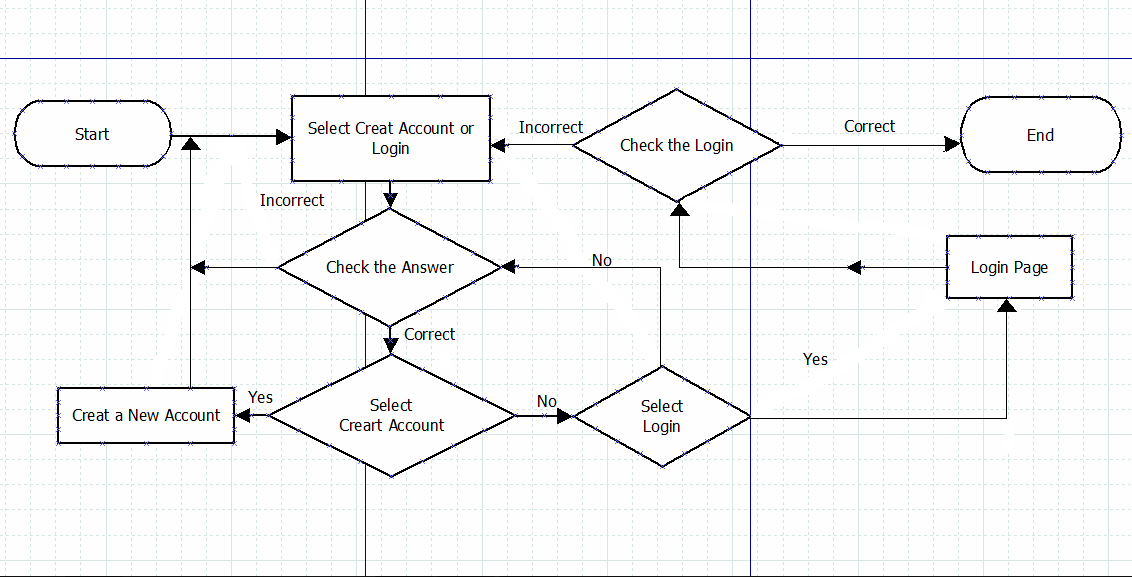 Start
Select Creat Account or
Login
Incorrect
Check the Login
Correct
End
Incorrect
Check the Answer
No
Login Page
Correct
Yes
Yes
Creat a New Account
Select
Creart Account
No
Select
Login